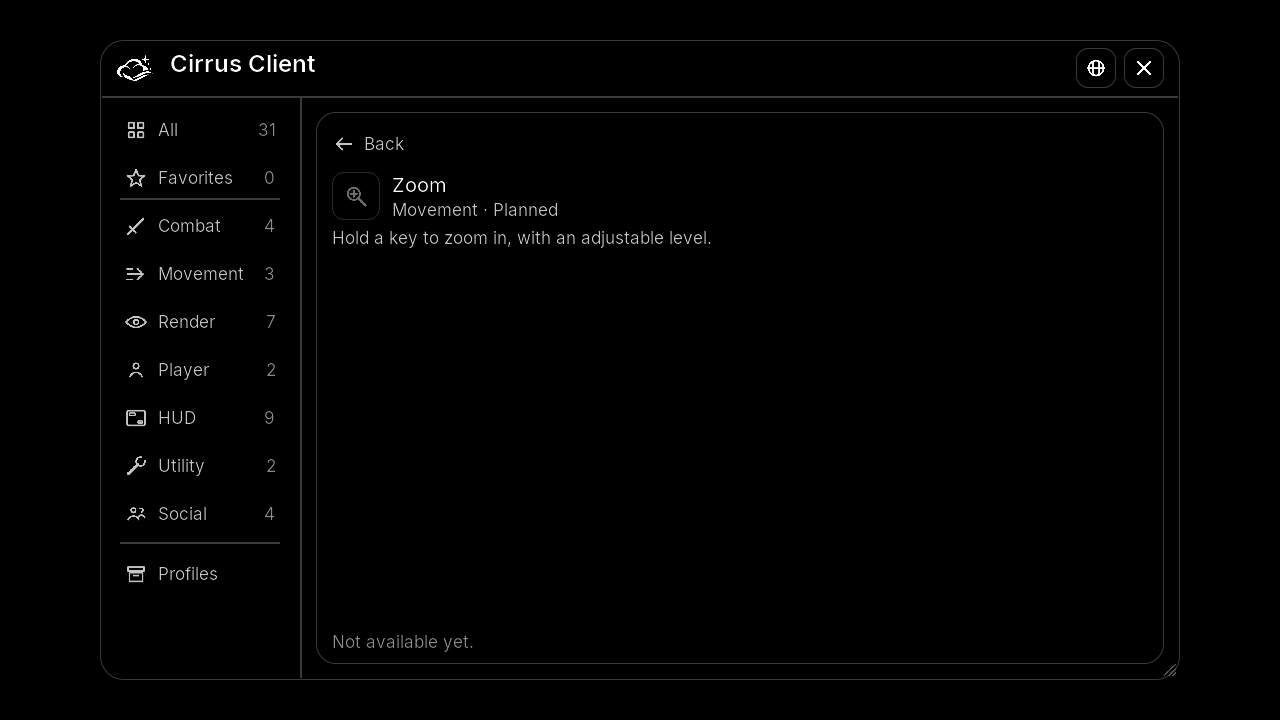 Cirrus Client
All 31
Favorites 0
Combat 4
Movement 3
Render 7
Player 2
HUD 9
Utility 2
Social 4
Profiles
Back
Zoom
Movement · Planned
Hold a key to zoom in, with an adjustable level.
Not available yet.